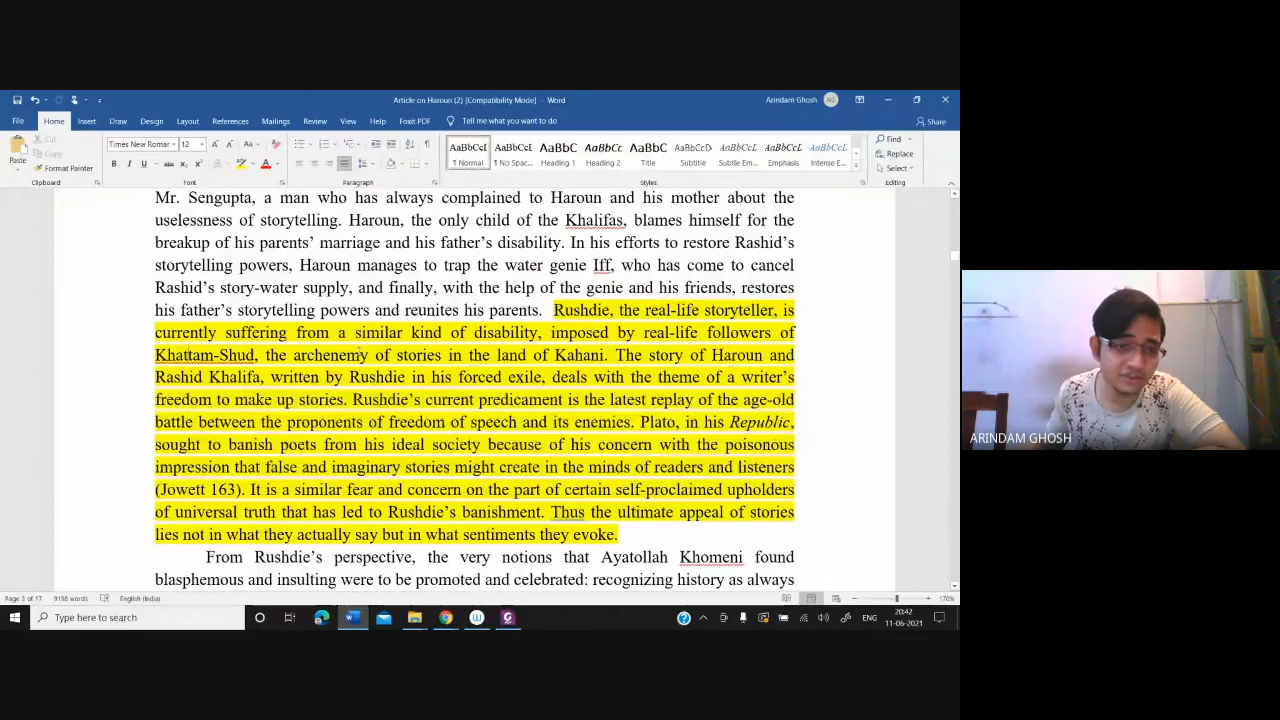 Article on Haroun (2) [Compatibility Mode] - Word
Arindam Ghosh
AG
File Home Insert Draw Design Layout References Mailings Review View Help Foxit PDF Tell me what you want to do
Share
Paste
Cut
Copy
Format Painter
Clipboard
Times New Roman 12
Font
Paragraph
AaBbCcI AaBbCcI AaBbC AaBbCc AaBbC AaBbCcD AaBbCcL AaBbCcL AaBbCcL
¶ Normal ¶ No Spac... Heading 1 Heading 2 Title Subtitle Subtle Em... Emphasis Intense E...
Styles
Find
Replace
Select
Editing
Mr. Sengupta, a man who has always complained to Haroun and his mother about the
uselessness of storytelling. Haroun, the only child of the Khalifas, blames himself for the
breakup of his parents’ marriage and his father’s disability. In his efforts to restore Rashid’s
storytelling powers, Haroun manages to trap the water genie Iff, who has come to cancel
Rashid’s story-water supply, and finally, with the help of the genie and his friends, restores
his father’s storytelling powers and reunites his parents. Rushdie, the real-life storyteller, is
currently suffering from a similar kind of disability, imposed by real-life followers of
Khattam-Shud, the archenemy of stories in the land of Kahani. The story of Haroun and
Rashid Khalifa, written by Rushdie in his forced exile, deals with the theme of a writer’s
freedom to make up stories. Rushdie’s current predicament is the latest replay of the age-old
battle between the proponents of freedom of speech and its enemies. Plato, in his Republic,
sought to banish poets from his ideal society because of his concern with the poisonous
impression that false and imaginary stories might create in the minds of readers and listeners
(Jowett 163). It is a similar fear and concern on the part of certain self-proclaimed upholders
of universal truth that has led to Rushdie’s banishment. Thus the ultimate appeal of stories
lies not in what they actually say but in what sentiments they evoke.
From Rushdie’s perspective, the very notions that Ayatollah Khomeni found
blasphemous and insulting were to be promoted and celebrated: recognizing history as always
Page 3 of 17 9198 words English (India)
170%
Type here to search
ENG
20:42
11-06-2021
ARINDAM GHOSH